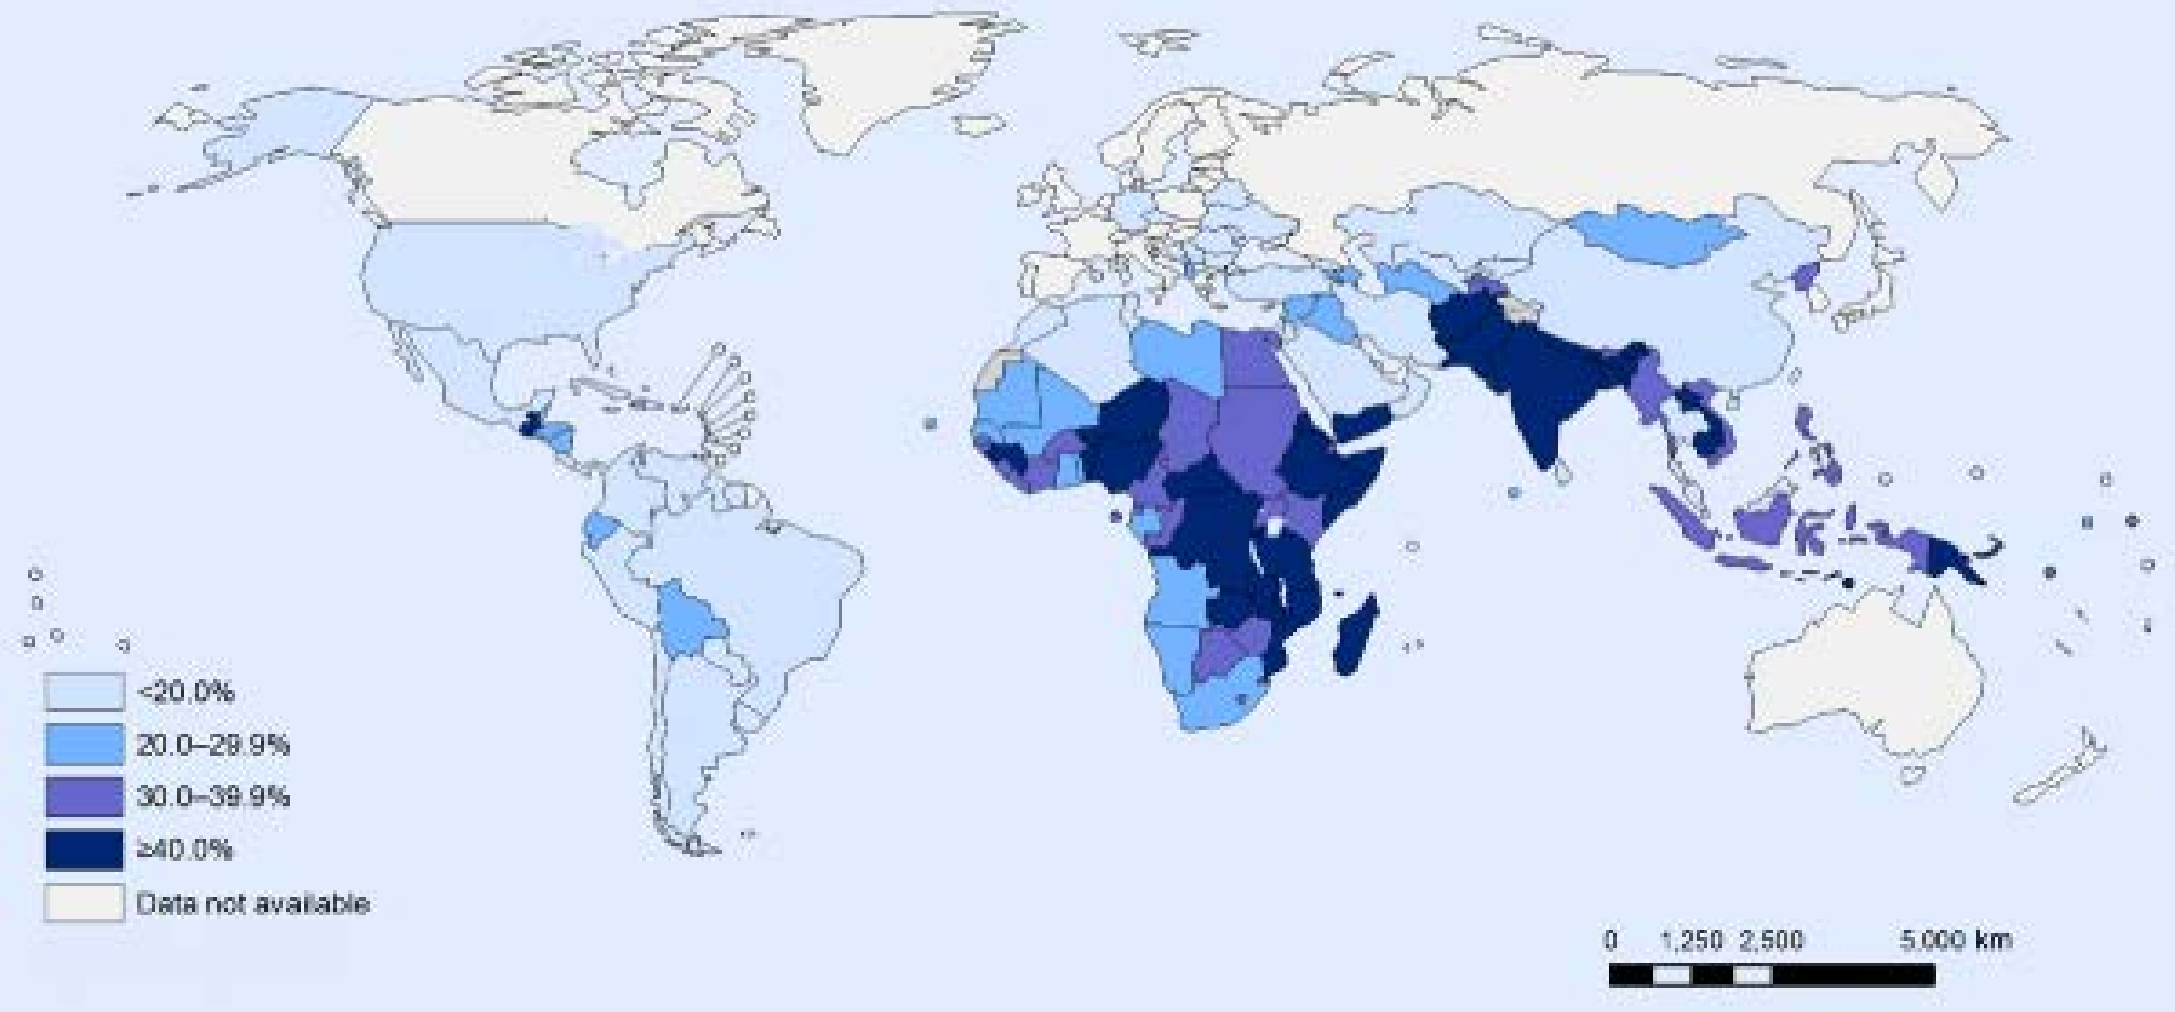 <20.0%
20.0–29.9%
30.0–39.9%
≥40.0%
Data not available
0 1,250 2,500 5,000 km